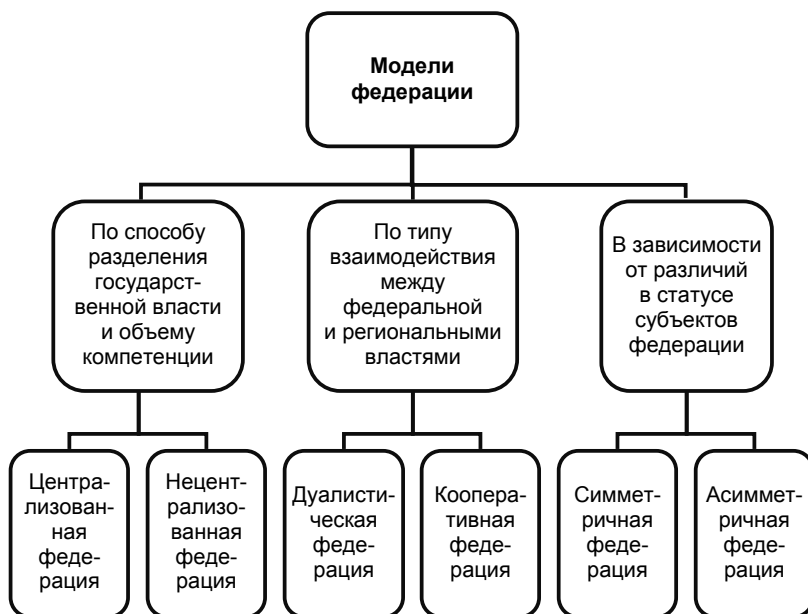 Модели
федерации
По способу
разделения
государст-
венной власти
и объему
компетенции
По типу
взаимодействия
между
федеральной
и региональными
властями
В зависимости
от различий
в статусе
субъектов
федерации
Центра-
лизован-
ная
феде-
рация
Нецент-
рализо-
ванная
феде-
рация
Дуалисти-
ческая
феде-
рация
Коопера-
тивная
феде-
рация
Симмет-
ричная
феде-
рация
Асиммет-
ричная
феде-
рация